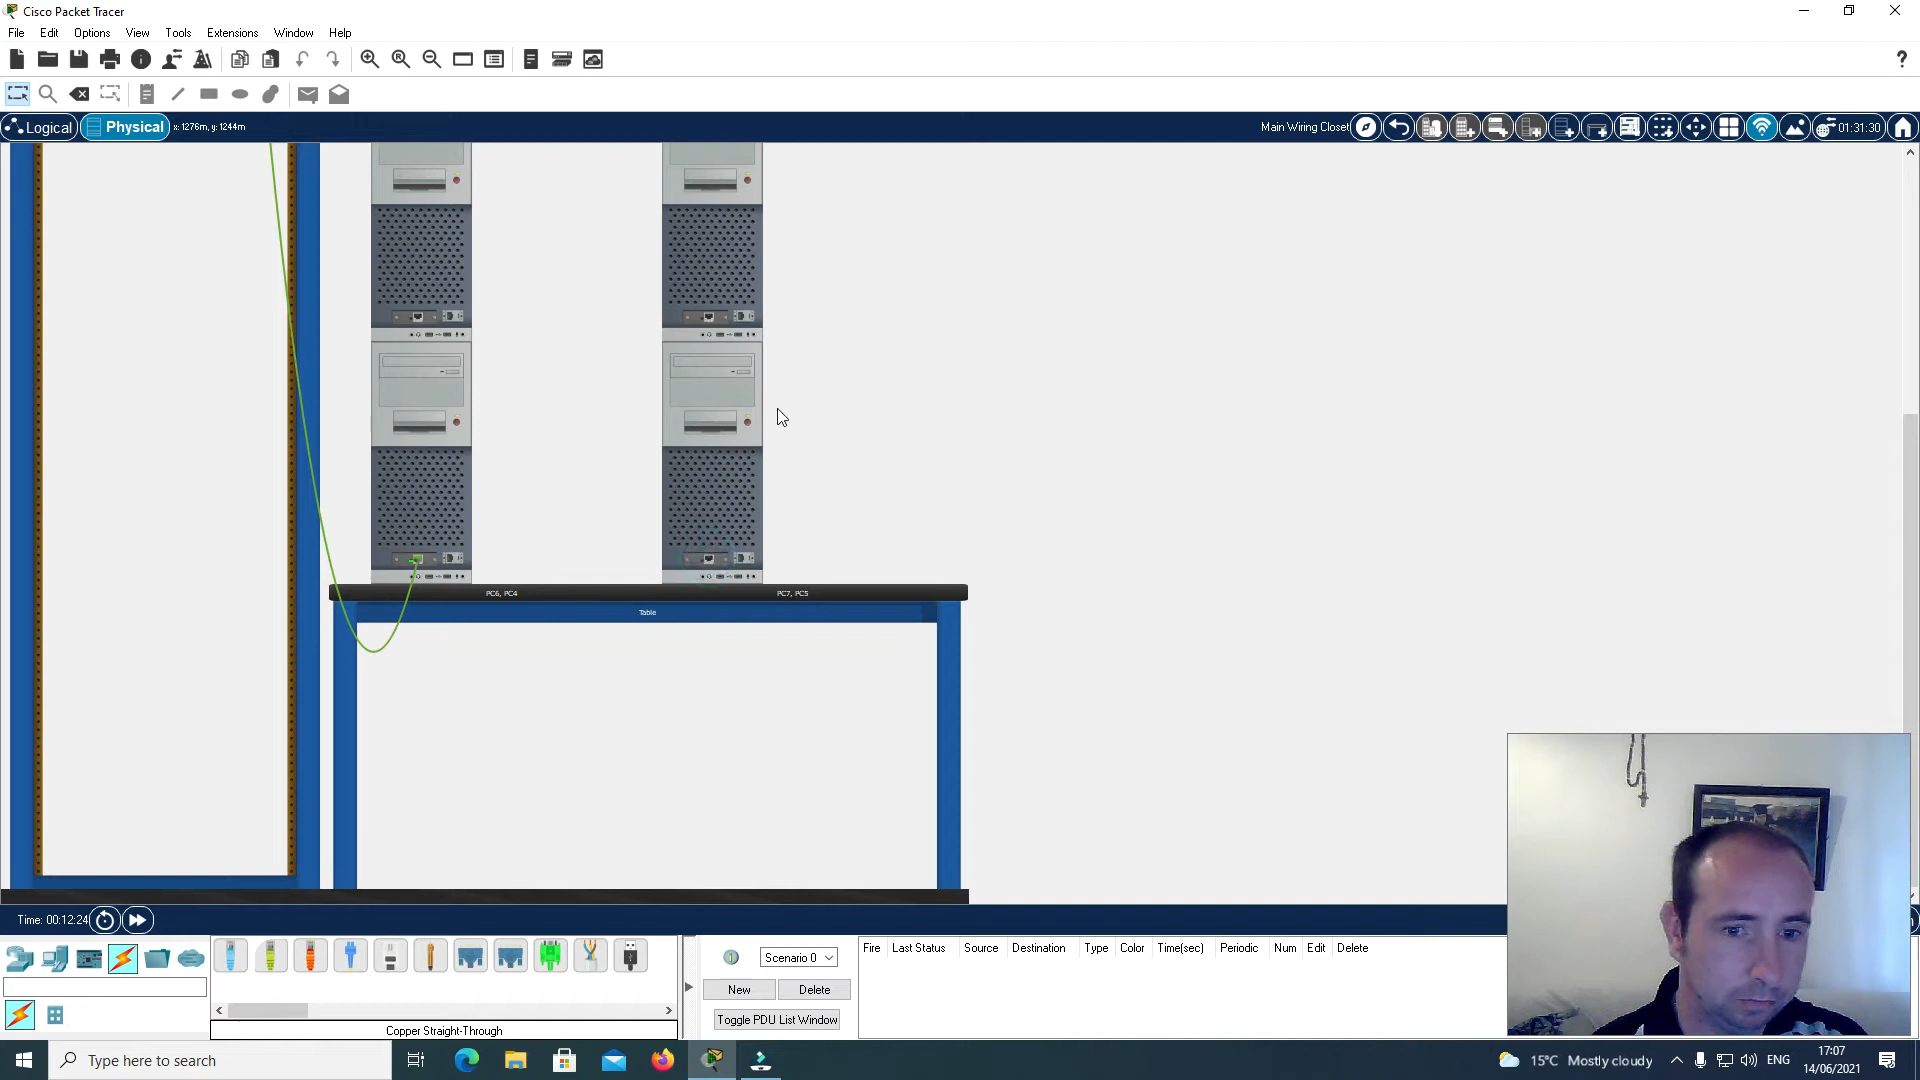 Cisco Packet Tracer
File Edit Options View Tools Extensions Window Help
Logical Physical x: 1276m, y: 1244m Main Wiring Closet 01:31:30
PC6, PC4 PC7, PC5
Table
Time: 00:12:24
Scenario 0 Fire Last Status Source Destination Type Color Time(sec) Periodic Num Edit Delete
New Delete
Toggle PDU List Window
Copper Straight-Through
Type here to search 15°C Mostly cloudy ENG 17:07
14/06/2021